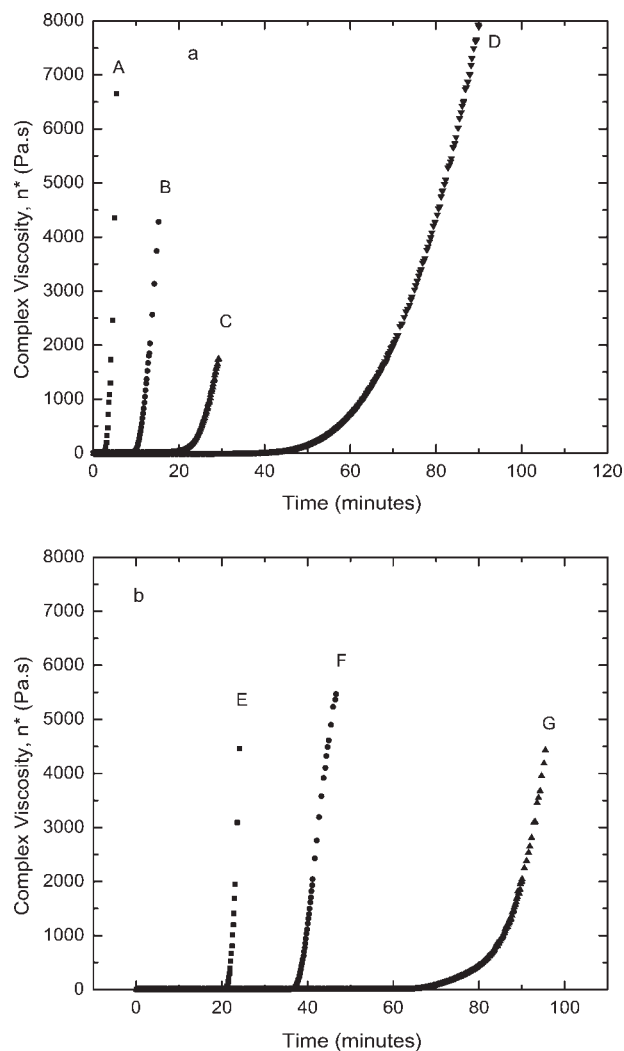 8000
7000
6000
5000
4000
3000
2000
1000
0
Complex Viscosity, n* (Pa.s)
A
a
D
B
C
0 20 40 60 80 100 120
Time (minutes)
8000
7000
6000
5000
4000
3000
2000
1000
0
Complex Viscosity, n* (Pa.s)
b
F
E
G
0 20 40 60 80 100
Time (minutes)